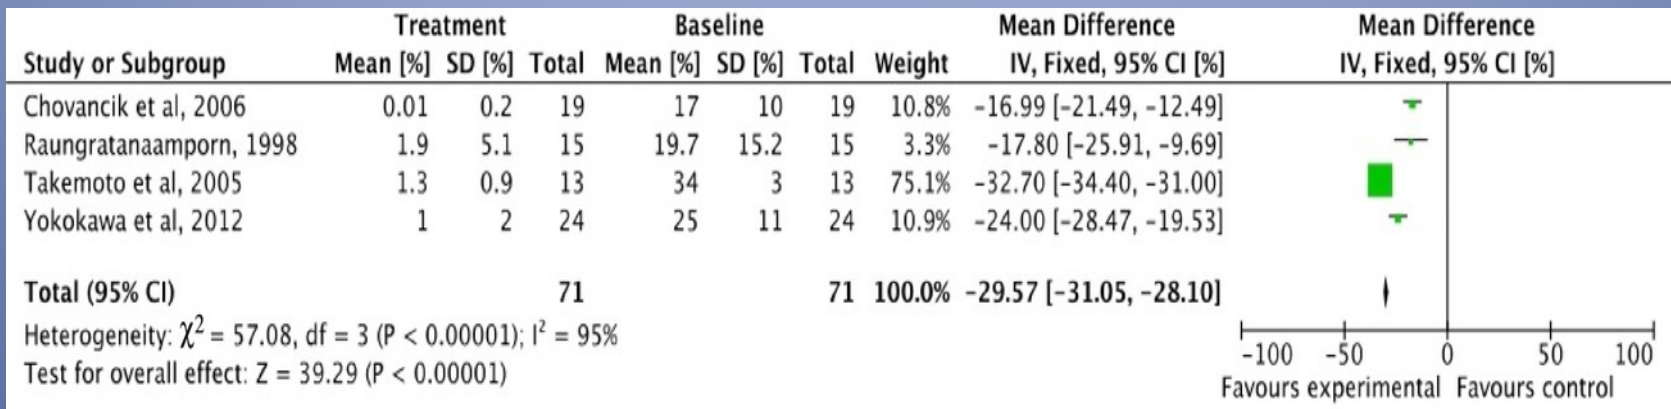 Treatment Baseline Mean Difference Mean Difference
Study or Subgroup Mean [%] SD [%] Total Mean [%] SD [%] Total Weight IV, Fixed, 95% CI [%] IV, Fixed, 95% CI [%]
Chovancik et al, 2006 0.01 0.2 19 17 10 19 10.8% -16.99 [-21.49, -12.49]
Raungratanaamporn, 1998 1.9 5.1 15 19.7 15.2 15 3.3% -17.80 [-25.91, -9.69]
Takemoto et al, 2005 1.3 0.9 13 34 3 13 75.1% -32.70 [-34.40, -31.00]
Yokokawa et al, 2012 1 2 24 25 11 24 10.9% -24.00 [-28.47, -19.53]
Total (95% CI) 71 71 100.0% -29.57 [-31.05, -28.10]
Heterogeneity: χ² = 57.08, df = 3 (P < 0.00001); I² = 95%
Test for overall effect: Z = 39.29 (P < 0.00001)
-100 -50 0 50 100
Favours experimental Favours control